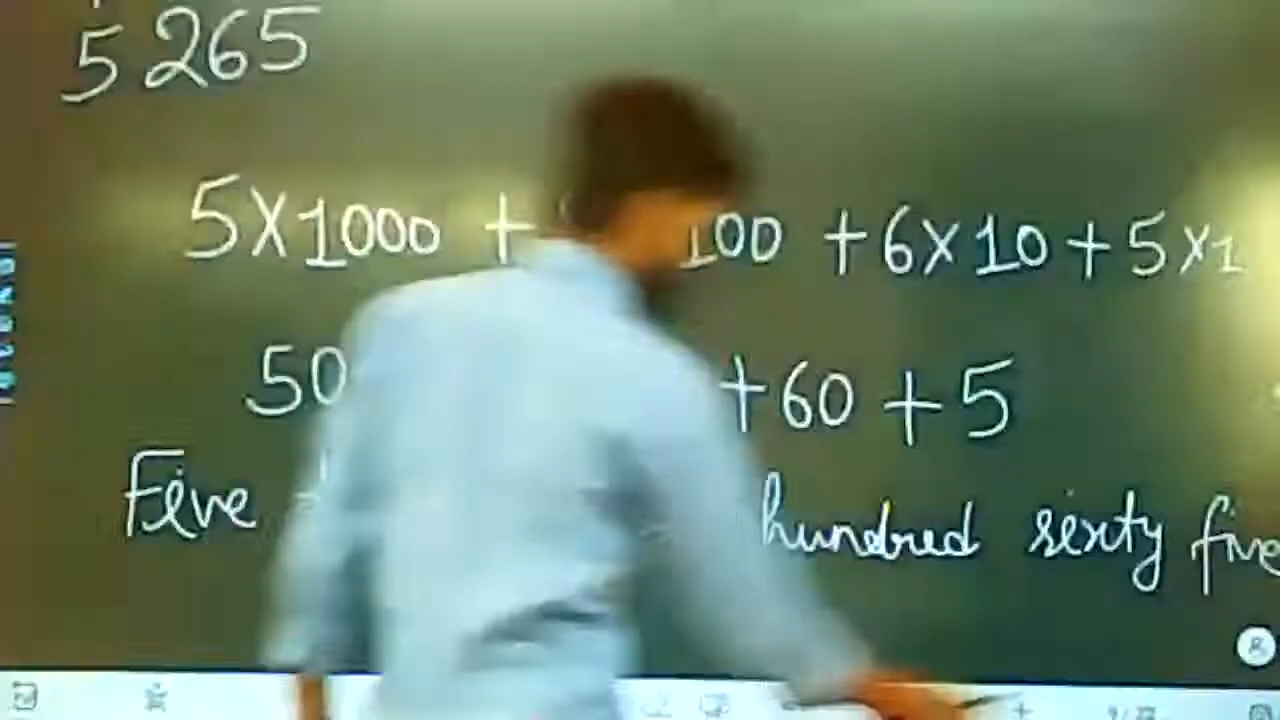 5265
5X1000 + 100 + 6X10 + 5X1
50 +60 +5
Five hundred sixty five